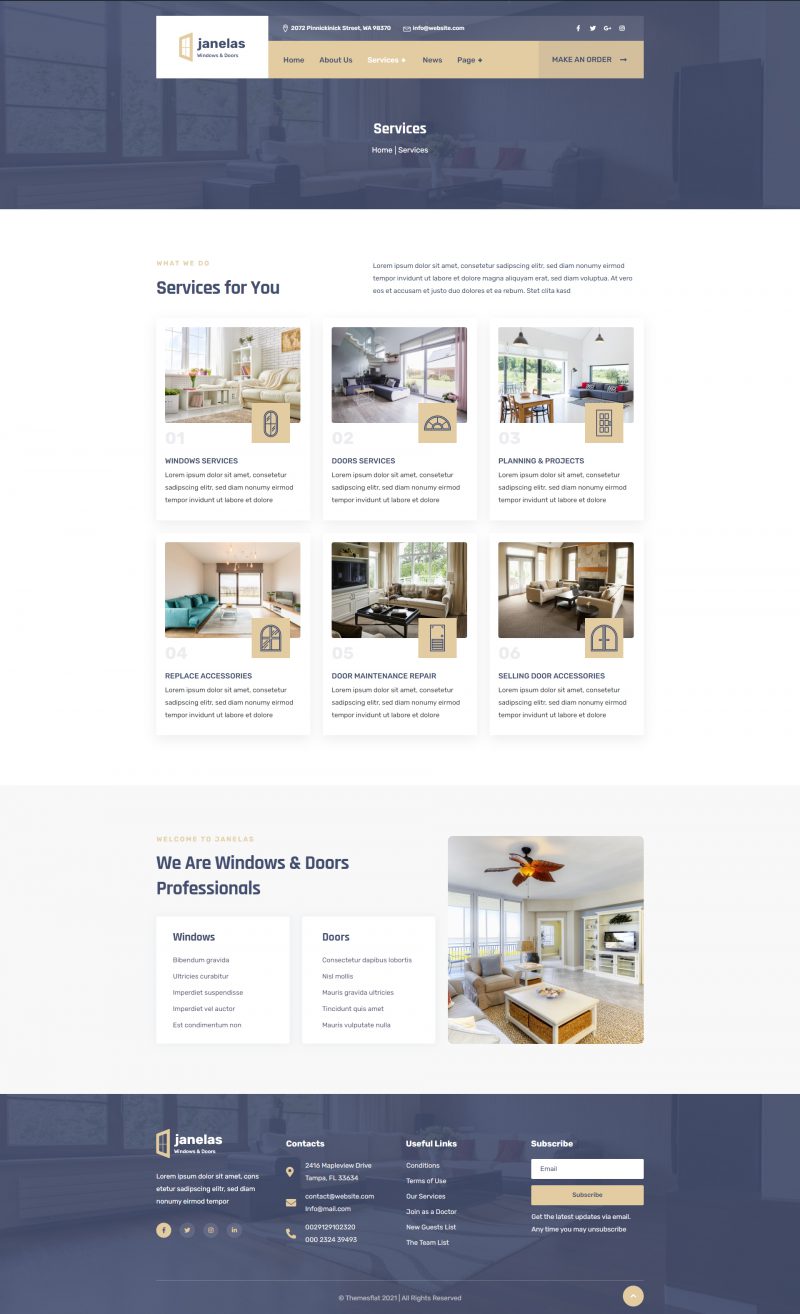 janelas
Windows & Doors
2072 Pinnickinick Street, WA 98370
info@website.com
Home
About Us
Services +
News
Page +
MAKE AN ORDER
Services
Home | Services
WHAT WE DO
Services for You
Lorem ipsum dolor sit amet, consetetur sadipscing elitr, sed diam nonumy eirmod
tempor invidunt ut labore et dolore magna aliquyam erat, sed diam voluptua. At vero
eos et accusam et justo duo dolores et ea rebum. Stet clita kasd
01
WINDOWS SERVICES
Lorem ipsum dolor sit amet, consetetur
sadipscing elitr, sed diam nonumy eirmod
tempor invidunt ut labore et dolore
02
DOORS SERVICES
Lorem ipsum dolor sit amet, consetetur
sadipscing elitr, sed diam nonumy eirmod
tempor invidunt ut labore et dolore
03
PLANNING & PROJECTS
Lorem ipsum dolor sit amet, consetetur
sadipscing elitr, sed diam nonumy eirmod
tempor invidunt ut labore et dolore
04
REPLACE ACCESSORIES
Lorem ipsum dolor sit amet, consetetur
sadipscing elitr, sed diam nonumy eirmod
tempor invidunt ut labore et dolore
05
DOOR MAINTENANCE REPAIR
Lorem ipsum dolor sit amet, consetetur
sadipscing elitr, sed diam nonumy eirmod
tempor invidunt ut labore et dolore
06
SELLING DOOR ACCESSORIES
Lorem ipsum dolor sit amet, consetetur
sadipscing elitr, sed diam nonumy eirmod
tempor invidunt ut labore et dolore
WELCOME TO JANELAS
We Are Windows & Doors
Professionals
Windows
Bibendum gravida
Ultricies curabitur
Imperdiet suspendisse
Imperdiet vel auctor
Est condimentum non
Doors
Consectetur dapibus lobortis
Nisl mollis
Mauris gravida ultricies
Tincidunt quis amet
Mauris vulputate nulla
janelas
Windows & Doors
Lorem ipsum dolor sit amet, cons
etetur sadipscing elitr, sed diam
nonumy eirmod tempor
Contacts
2416 Mapleview Drive
Tampa, FL 33634
contact@website.com
Info@mail.com
0029129102320
000 2324 39493
Useful Links
Conditions
Terms of Use
Our Services
Join as a Doctor
New Guests List
The Team List
Subscribe
Email
Subscribe
Get the latest updates via email.
Any time you may unsubscribe
© Themesflat 2021 | All Rights Reserved